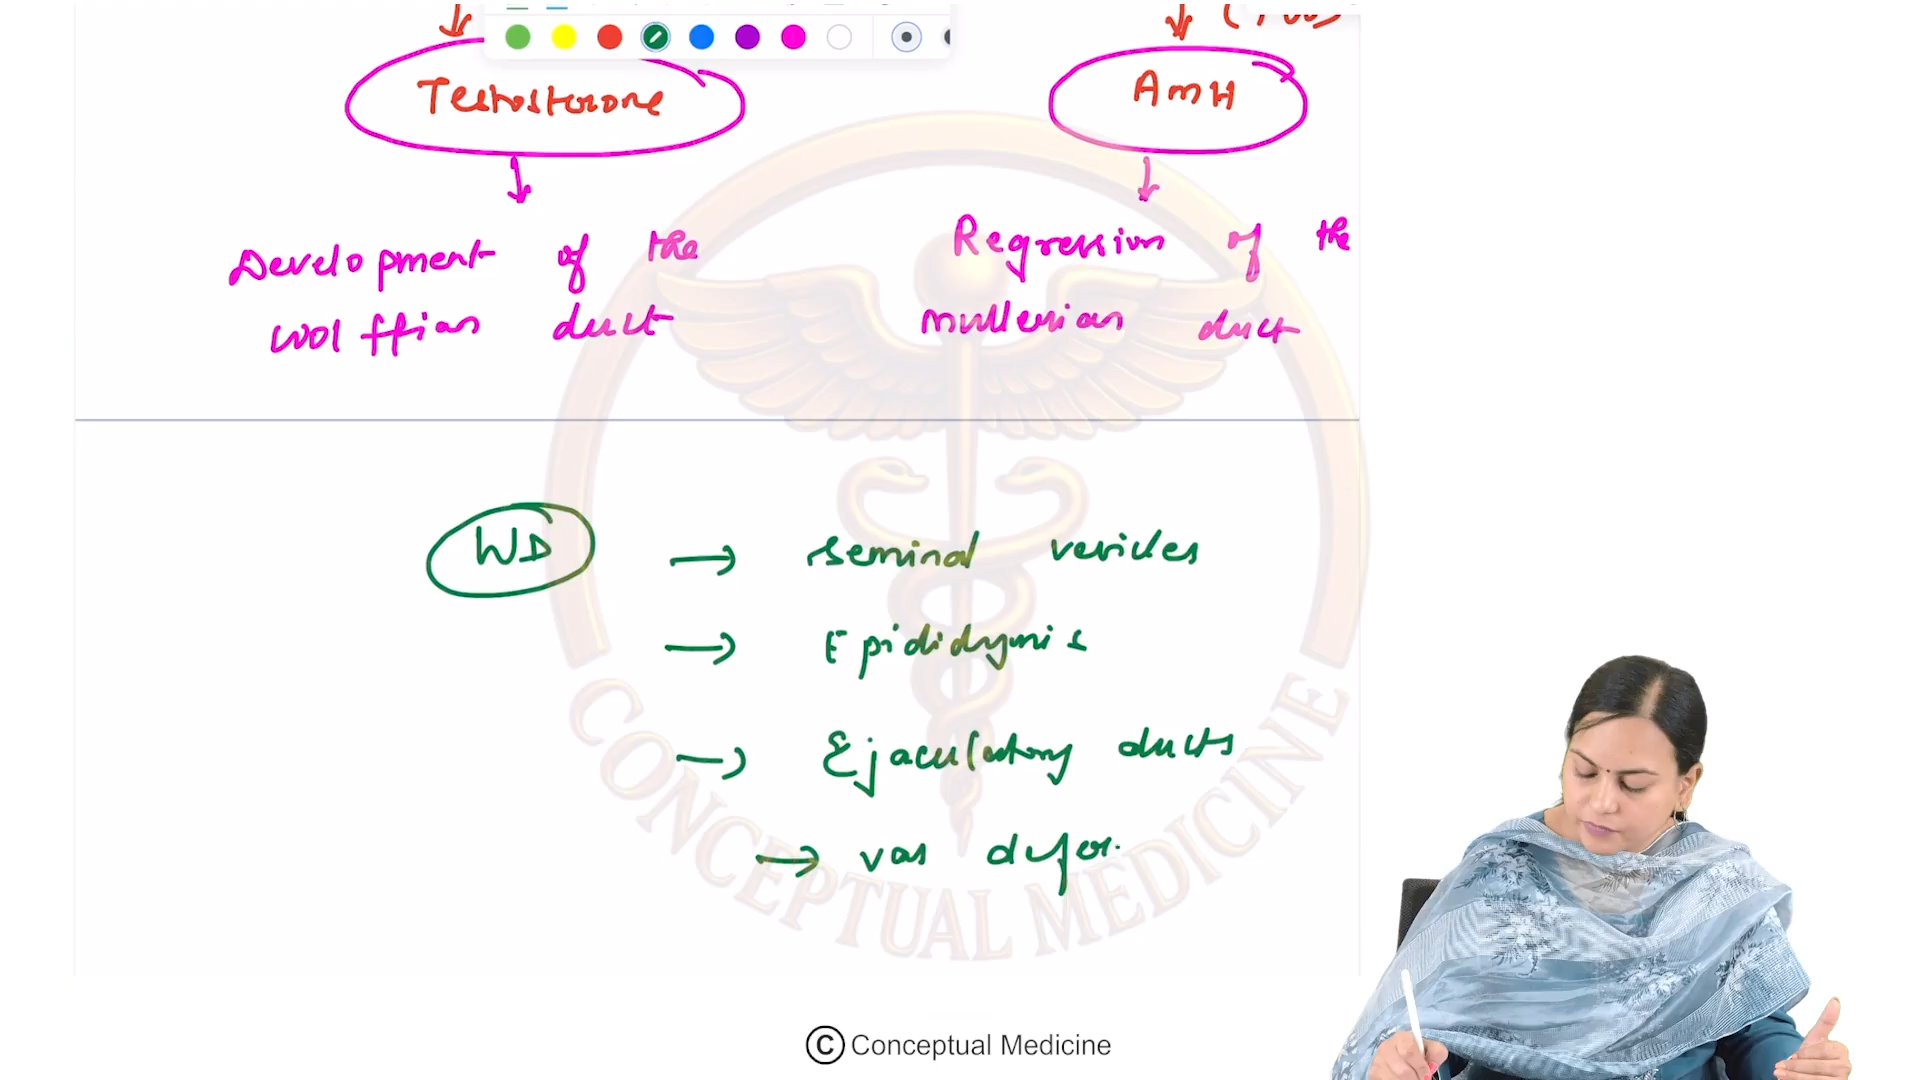 Testosterone
AMH
Development of the
wolffian duct
Regression of the
mullerian duct
WD → seminal vesicles
→ Epididymis
→ Ejaculatory ducts
→ vas defer.
CONCEPTUAL MEDICINE
© Conceptual Medicine